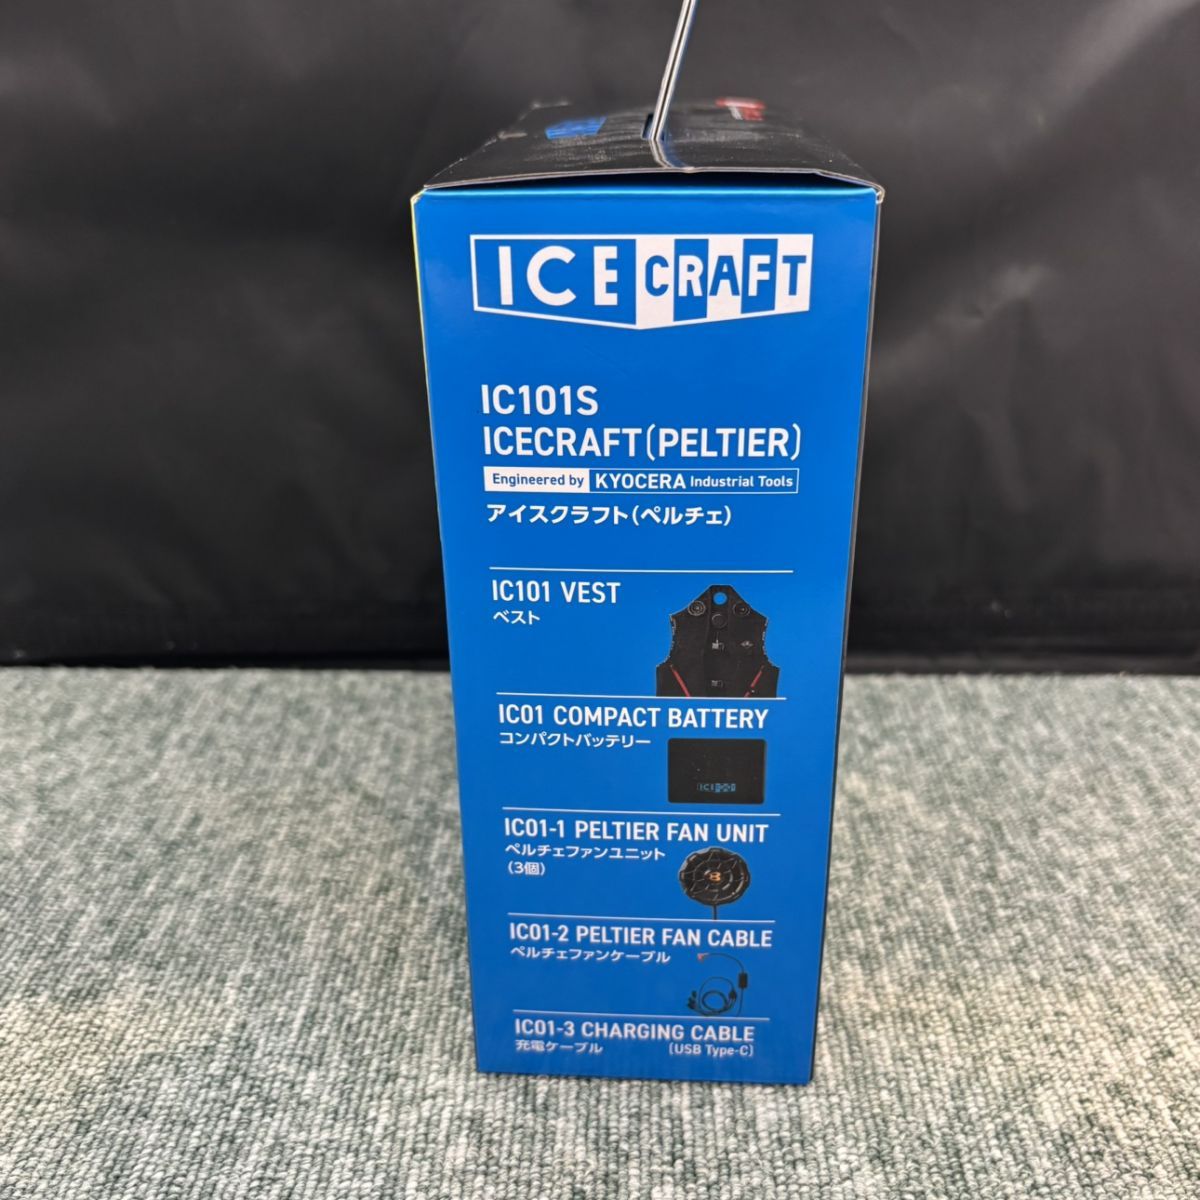 ICE CRAFT
IC101S
ICECRAFT(PELTIER)
Engineered by KYOCERA Industrial Tools
アイスクラフト(ペルチェ)
IC101 VEST
ベスト
IC01 COMPACT BATTERY
コンパクトバッテリー
IC01-1 PELTIER FAN UNIT
ペルチェファンユニット
(3個)
B
IC01-2 PELTIER FAN CABLE
ペルチェファンケーブル
IC01-3 CHARGING CABLE
充電ケーブル (USB Type-C)